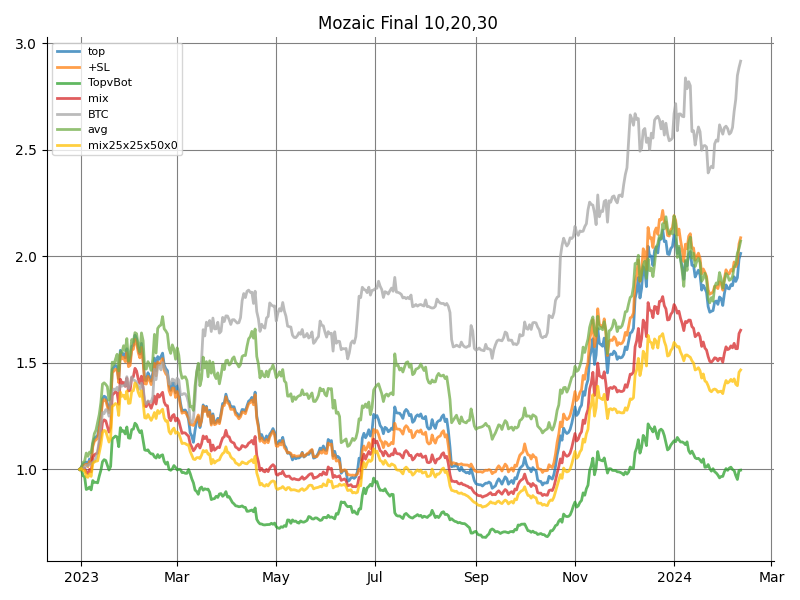 Mozaic Final 10,20,30
3.0
top
+SL
TopvBot
mix
BTC
avg
mix25x25x50x0
2.5
2.0
1.5
1.0
2023
Mar
May
Jul
Sep
Nov
2024
Mar